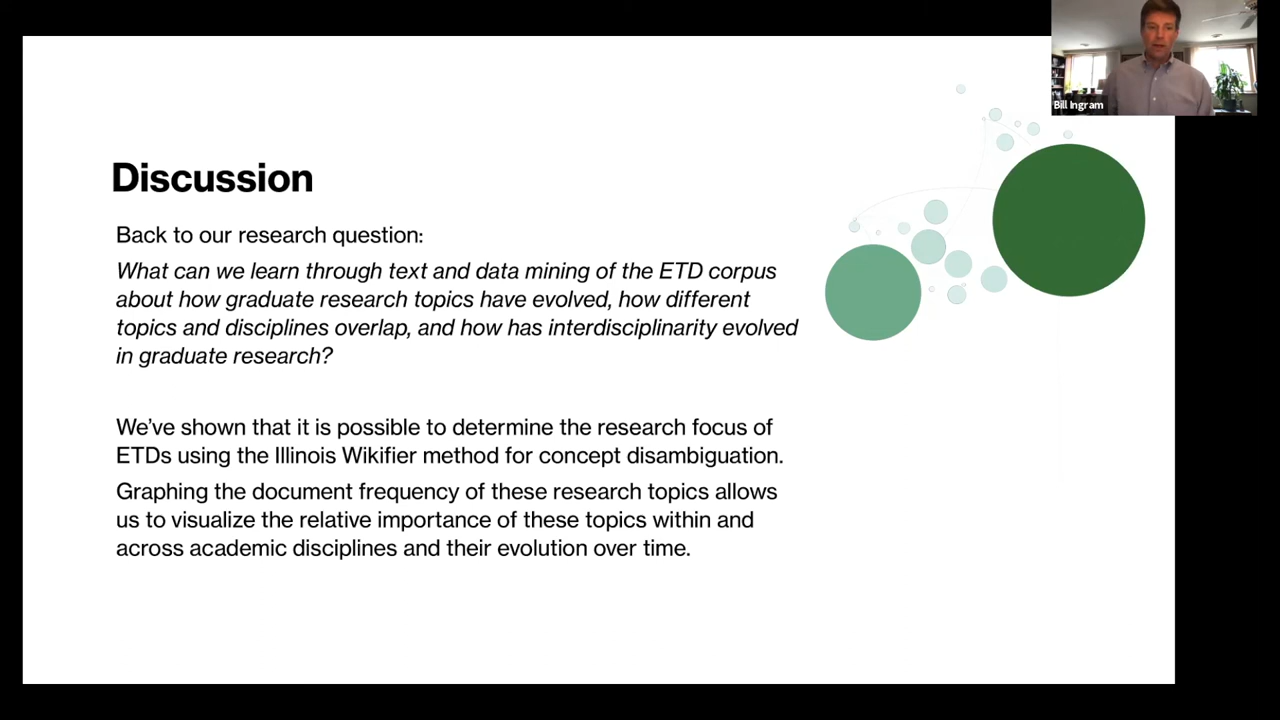 Bill Ingram
Discussion
Back to our research question:
What can we learn through text and data mining of the ETD corpus
about how graduate research topics have evolved, how different
topics and disciplines overlap, and how has interdisciplinarity evolved
in graduate research?
We’ve shown that it is possible to determine the research focus of
ETDs using the Illinois Wikifier method for concept disambiguation.
Graphing the document frequency of these research topics allows
us to visualize the relative importance of these topics within and
across academic disciplines and their evolution over time.